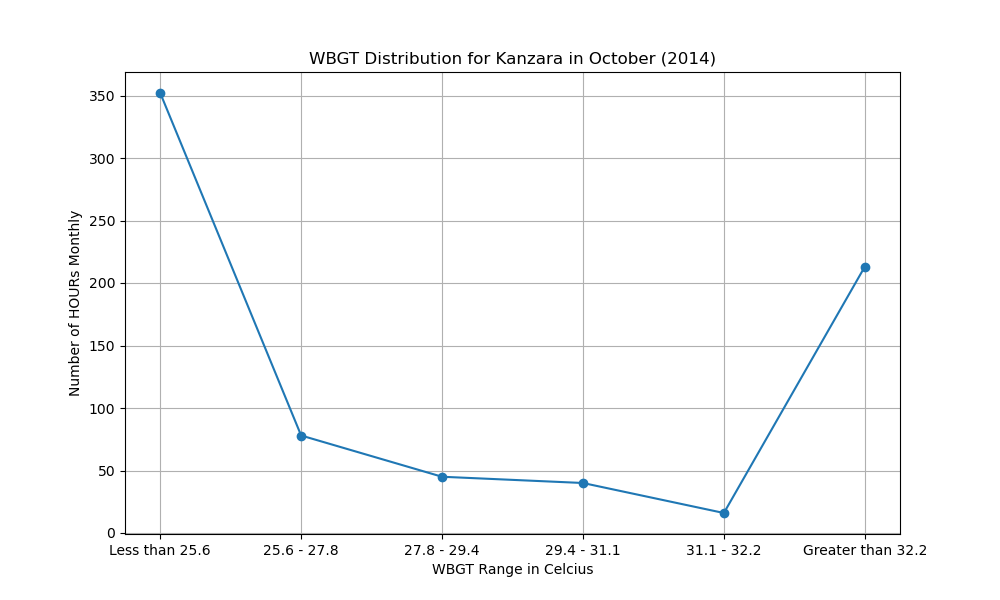 WBGT Distribution for Kanzara in October (2014)
Number of HOURs Monthly
350
300
250
200
150
100
50
0
Less than 25.6
25.6 - 27.8
27.8 - 29.4
29.4 - 31.1
31.1 - 32.2
Greater than 32.2
WBGT Range in Celcius